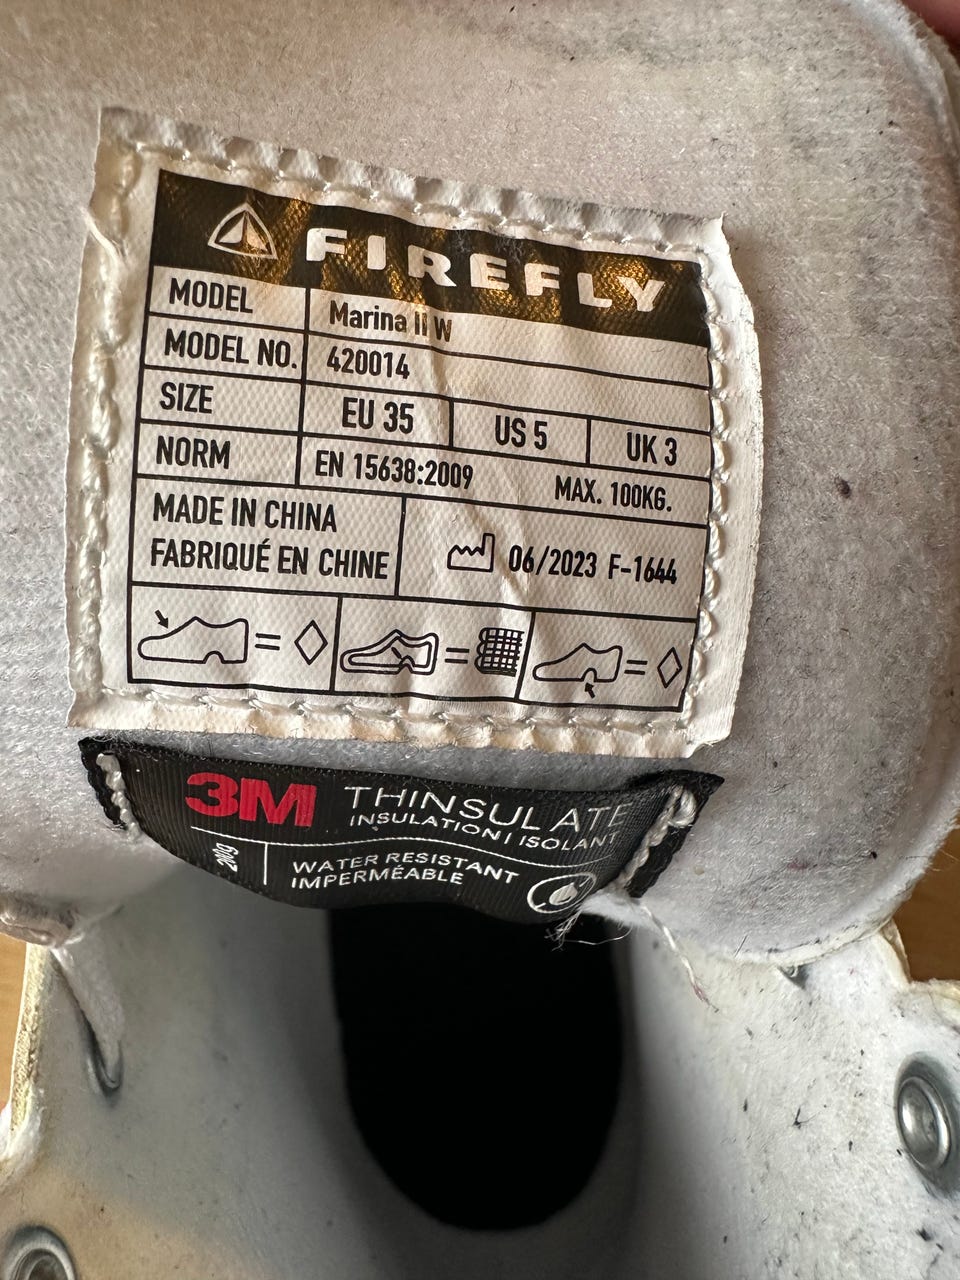 FIREFLY
MODEL Marina II W
MODEL NO. 420014
SIZE EU 35 US 5 UK 3
NORM EN 15638:2009 MAX. 100KG.
MADE IN CHINA
FABRIQUÉ EN CHINE
06/2023 F-1644
3M THINSULATE
INSULATION | ISOLANT
200g
WATER RESISTANT
IMPERMÉABLE